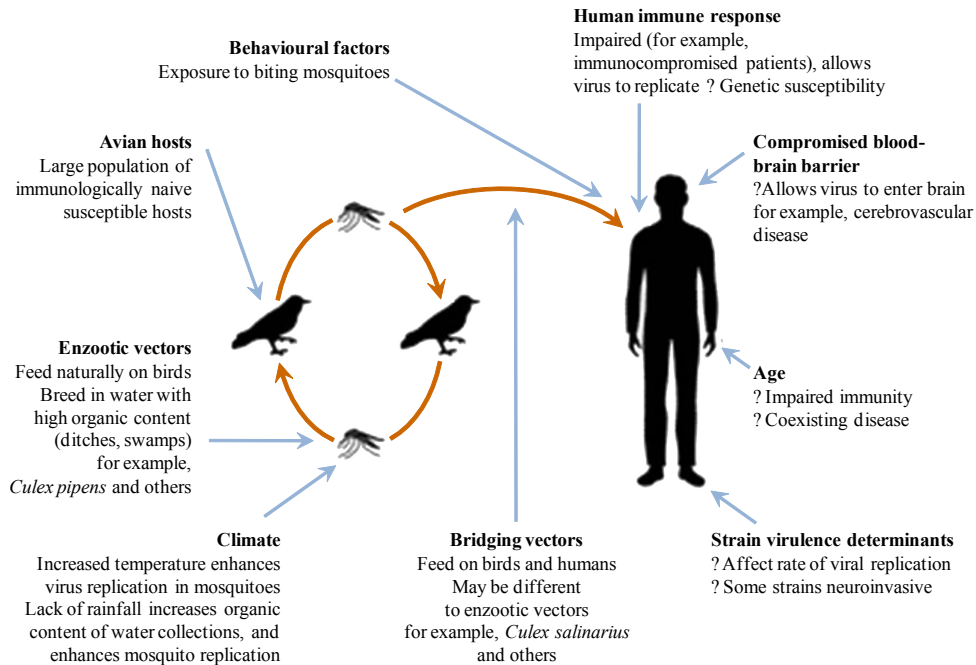 Human immune response
Impaired (for example,
immunocompromised patients), allows
virus to replicate ? Genetic susceptibility
Behavioural factors
Exposure to biting mosquitoes
Avian hosts
Large population of
immunologically naive
susceptible hosts
Compromised blood-
brain barrier
?Allows virus to enter brain
for example, cerebrovascular
disease
Enzootic vectors
Feed naturally on birds
Breed in water with
high organic content
(ditches, swamps)
for example,
Culex pipens and others
Age
? Impaired immunity
? Coexisting disease
Climate
Increased temperature enhances
virus replication in mosquitoes
Lack of rainfall increases organic
content of water collections, and
enhances mosquito replication
Bridging vectors
Feed on birds and humans
May be different
to enzootic vectors
for example, Culex salinarius
and others
Strain virulence determinants
? Affect rate of viral replication
? Some strains neuroinvasive